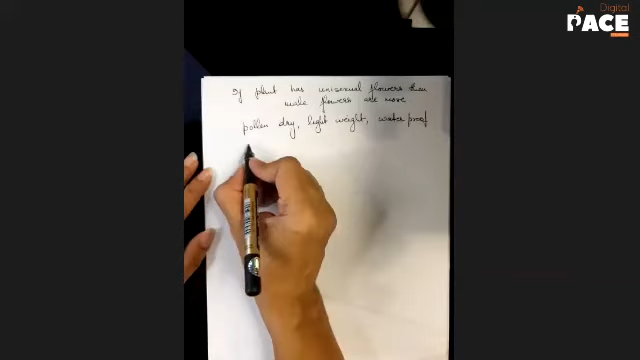 Digital
PACE
If plant has unisexual flowers then
male flowers are more
pollen dry, light weight, water proof